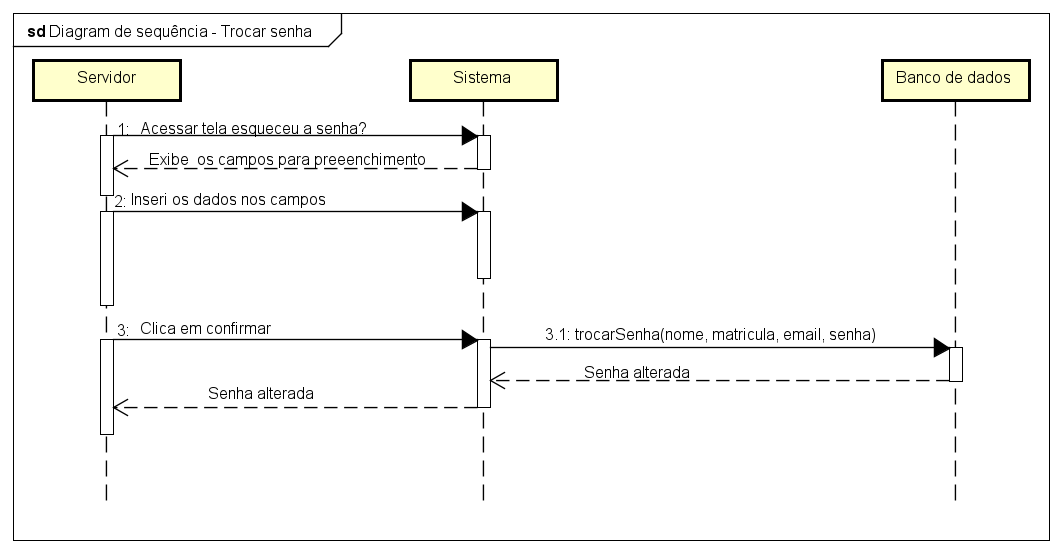 sd Diagram de sequência - Trocar senha
Servidor
Sistema
Banco de dados
1: Acessar tela esqueceu a senha?
Exibe os campos para preeenchimento
2: Inseri os dados nos campos
3: Clica em confirmar
3.1: trocarSenha(nome, matricula, email, senha)
Senha alterada
Senha alterada